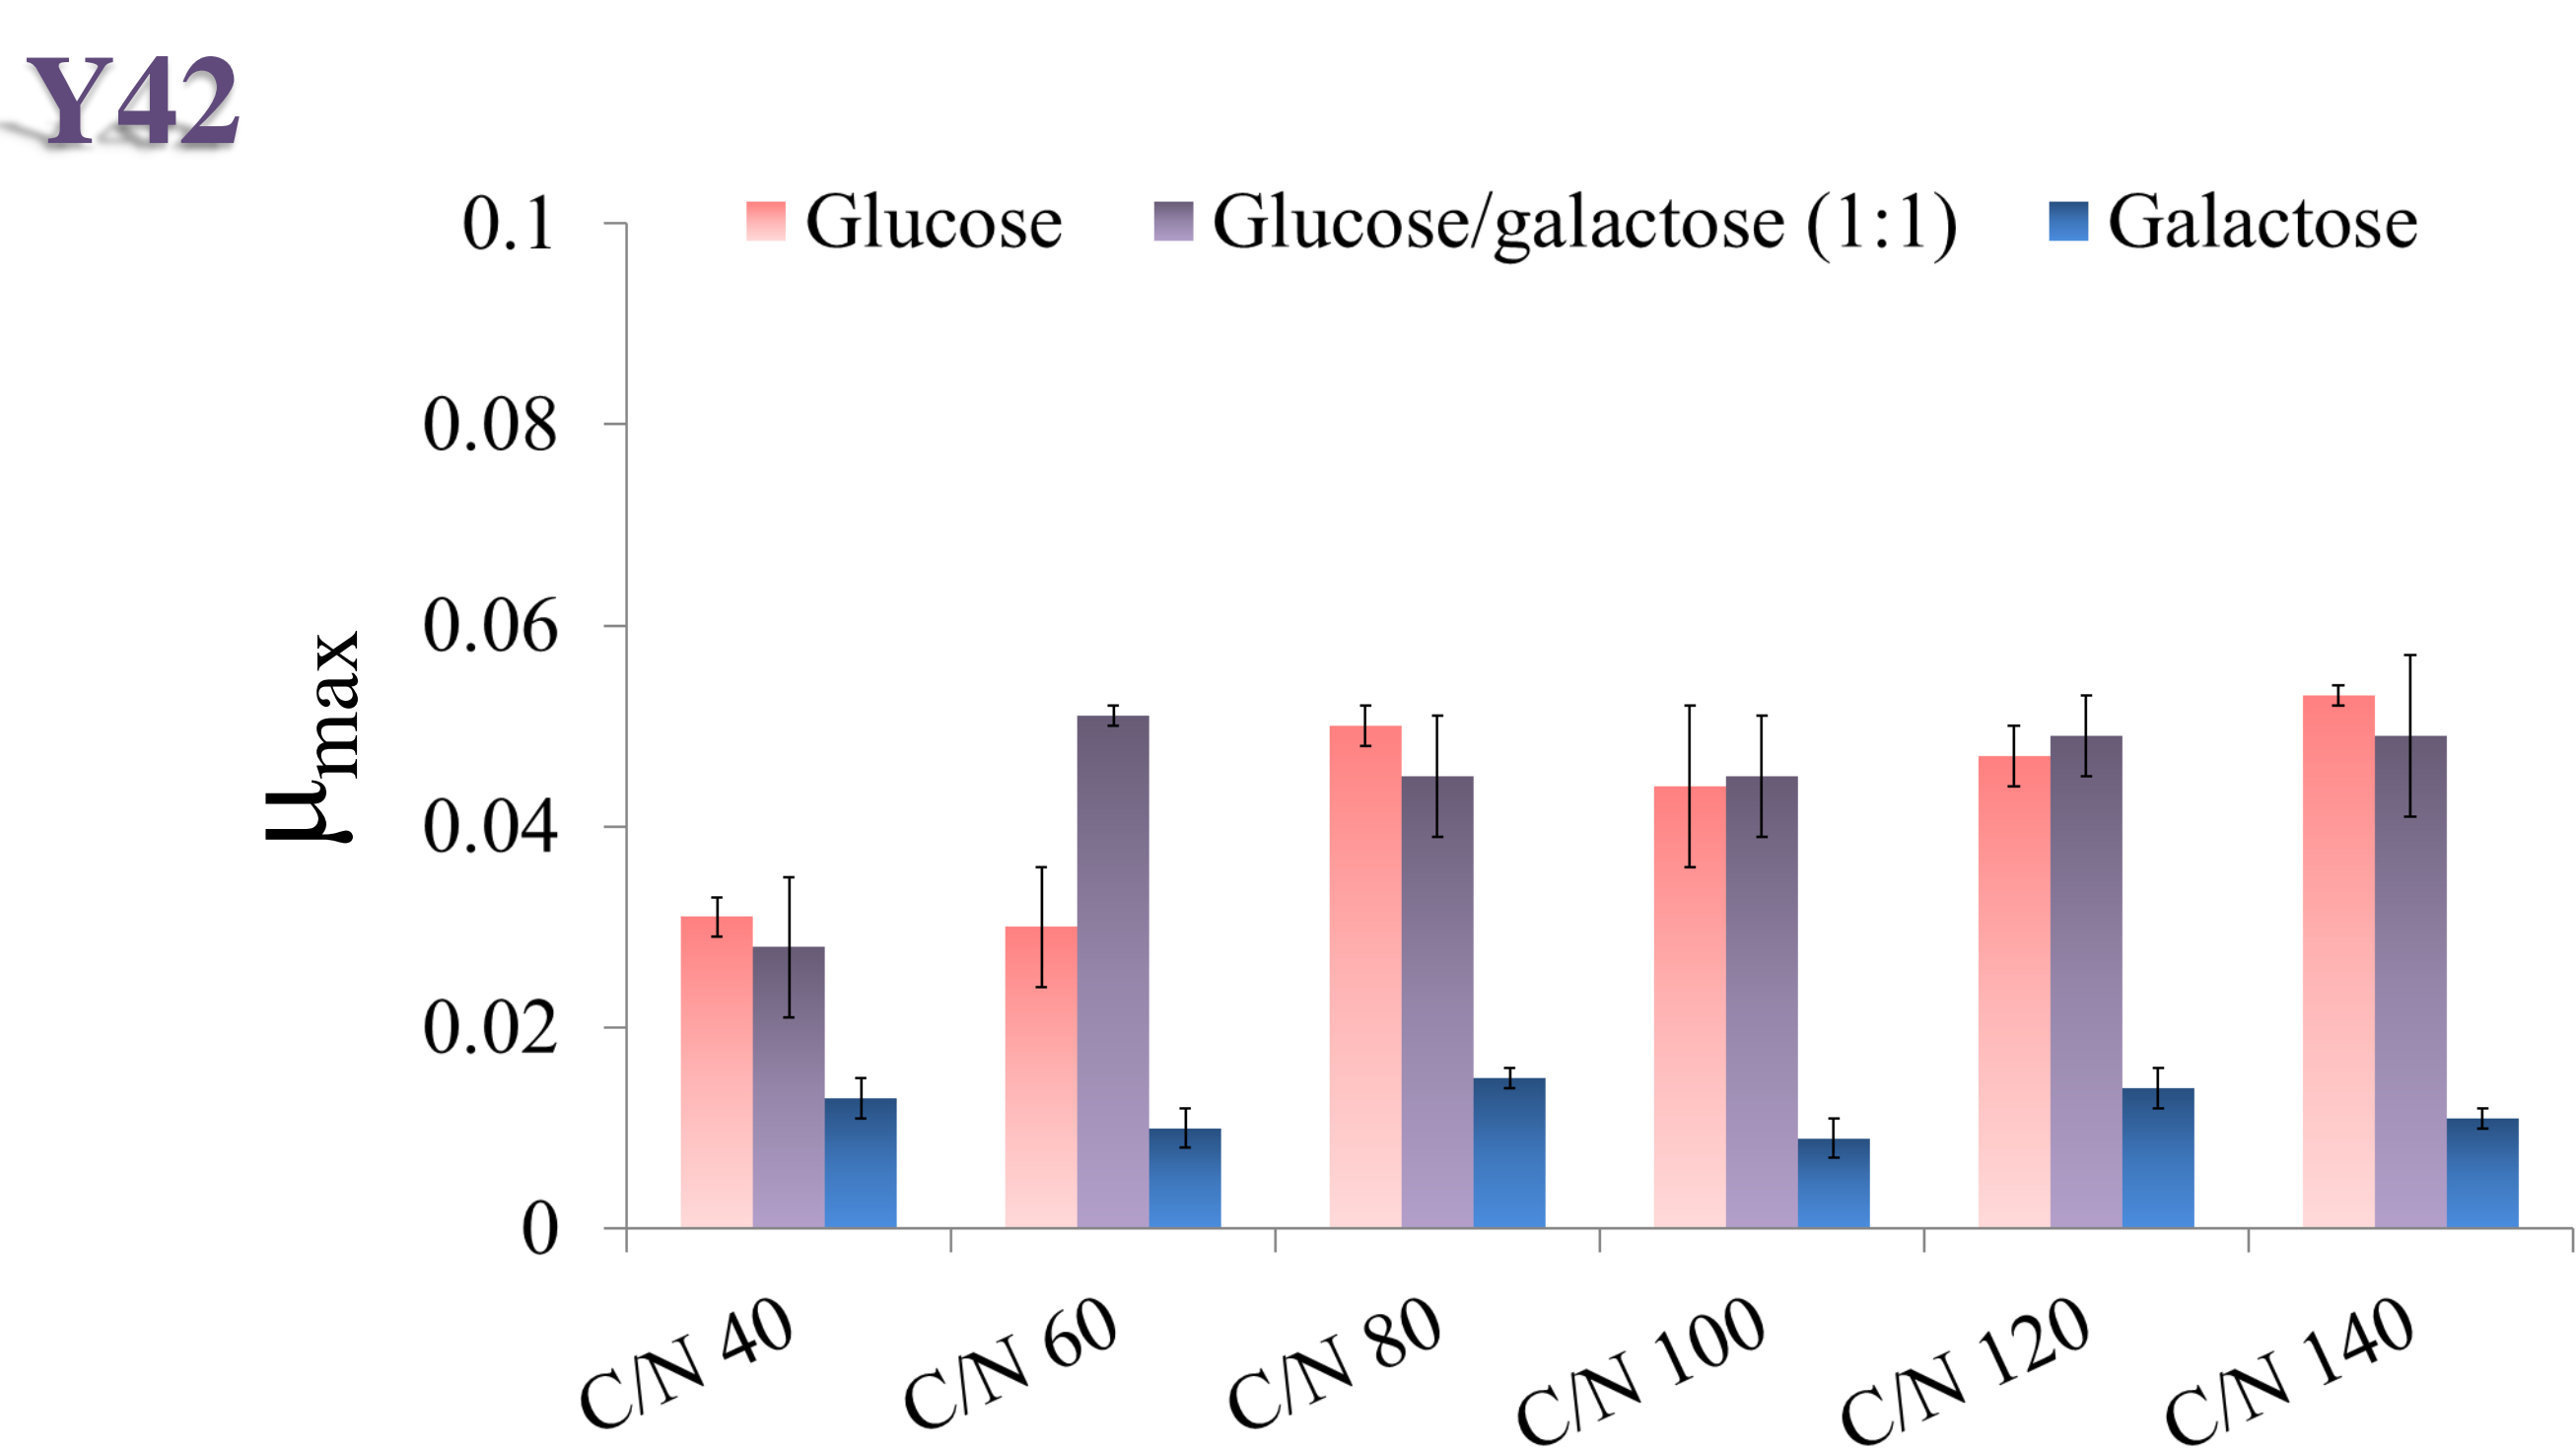 Y42
Glucose
Glucose/galactose (1:1)
Galactose
0.1
0.08
0.06
0.04
0.02
0
μmax
C/N 40
C/N 60
C/N 80
C/N 100
C/N 120
C/N 140